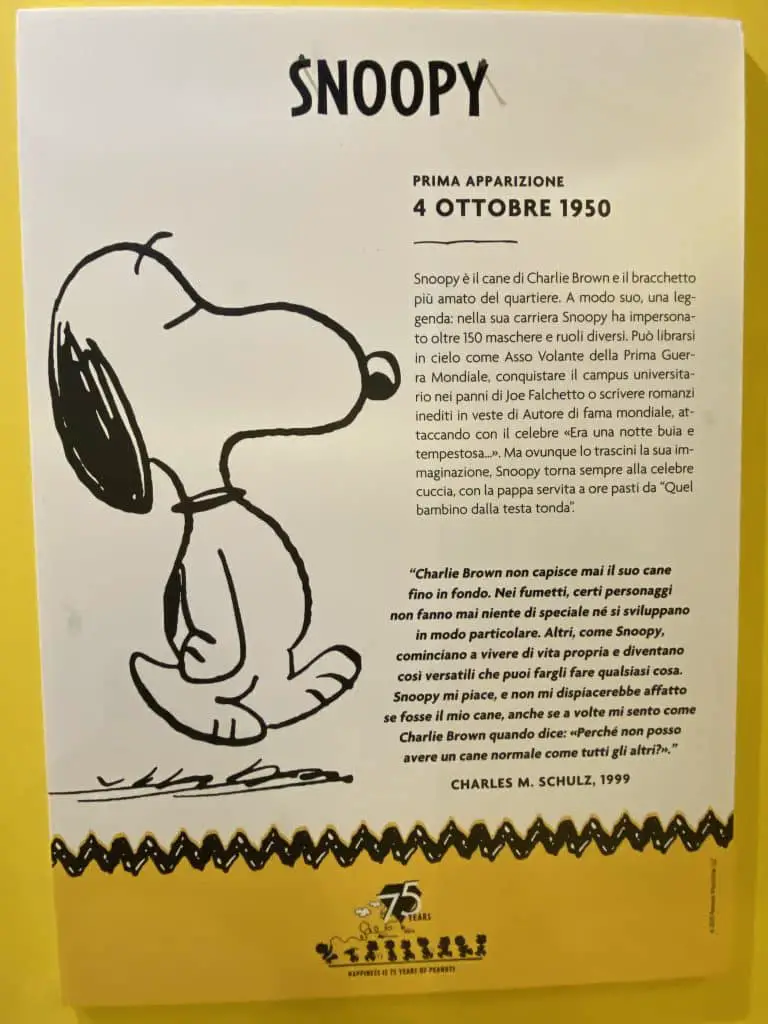 SNOOPY
PRIMA APPARIZIONE
4 OTTOBRE 1950
Snoopy è il cane di Charlie Brown e il bracchetto
più amato del quartiere. A modo suo, una leg-
genda: nella sua carriera Snoopy ha impersona-
to oltre 150 maschere e ruoli diversi. Può librarsi
in cielo come Asso Volante della Prima Guer-
ra Mondiale, conquistare il campus universita-
rio nei panni di Joe Falchetto o scrivere romanzi
inediti in veste di Autore di fama mondiale, at-
taccando con il celebre «Era una notte buia e
tempestosa...». Ma ovunque lo trascini la sua im-
maginazione, Snoopy torna sempre alla celebre
cuccia, con la pappa servita a ore pasti da “Quel
bambino dalla testa tonda”.
“Charlie Brown non capisce mai il suo cane
fino in fondo. Nei fumetti, certi personaggi
non fanno mai niente di speciale né si sviluppano
in modo particolare. Altri, come Snoopy,
cominciano a vivere di vita propria e diventano
così versatili che puoi fargli fare qualsiasi cosa.
Snoopy mi piace, e non mi dispiacerebbe affatto
se fosse il mio cane, anche se a volte mi sento come
Charlie Brown quando dice: «Perché non posso
avere un cane normale come tutti gli altri?».”
CHARLES M. SCHULZ, 1999
75
YEARS
HAPPINESS IS 75 YEARS OF PEANUTS